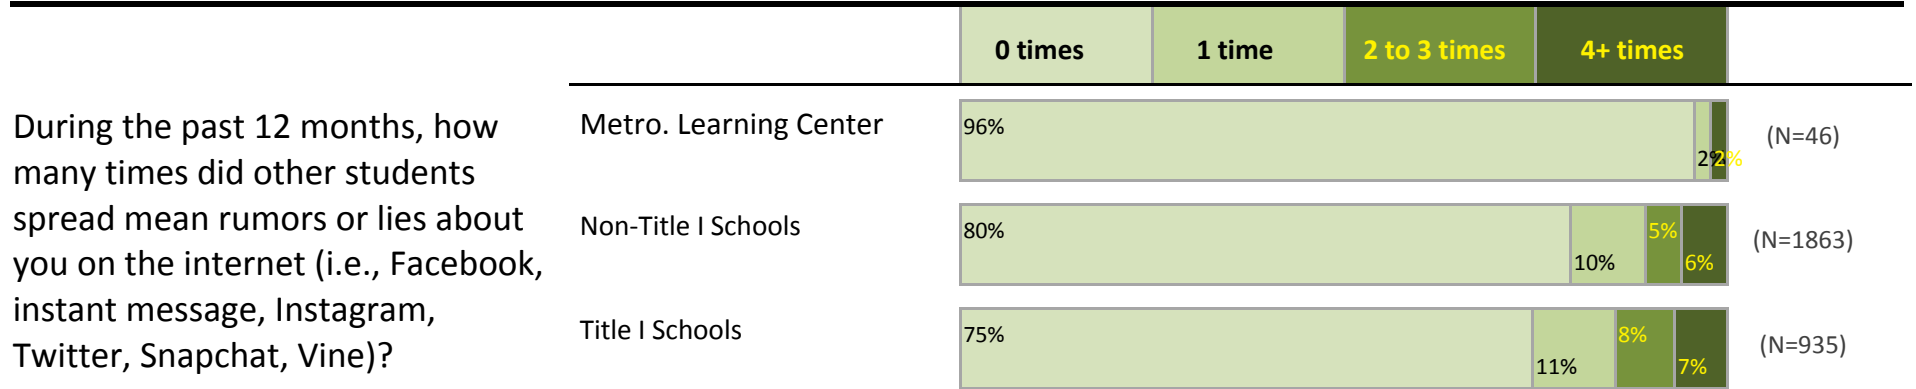 0 times 1 time 2 to 3 times 4+ times
During the past 12 months, how
many times did other students
spread mean rumors or lies about
you on the internet (i.e., Facebook,
instant message, Instagram,
Twitter, Snapchat, Vine)?
Metro. Learning Center 96% 2% 2% (N=46)
Non-Title I Schools 80% 10% 5% 6% (N=1863)
Title I Schools 75% 11% 8% 7% (N=935)